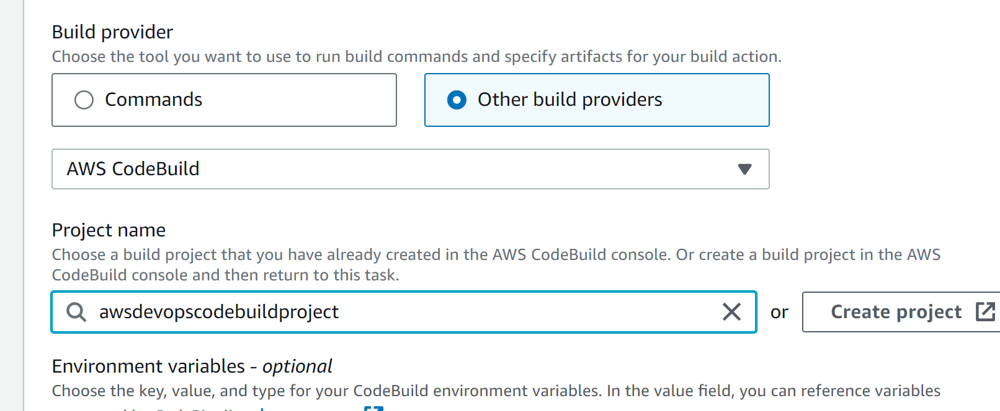 Build provider
Choose the tool you want to use to run build commands and specify artifacts for your build action.
Commands
Other build providers
AWS CodeBuild
Project name
Choose a build project that you have already created in the AWS CodeBuild console. Or create a build project in the AWS
CodeBuild console and then return to this task.
awsdevopscodebuildproject
or
Create project
Environment variables - optional
Choose the key, value, and type for your CodeBuild environment variables. In the value field, you can reference variables